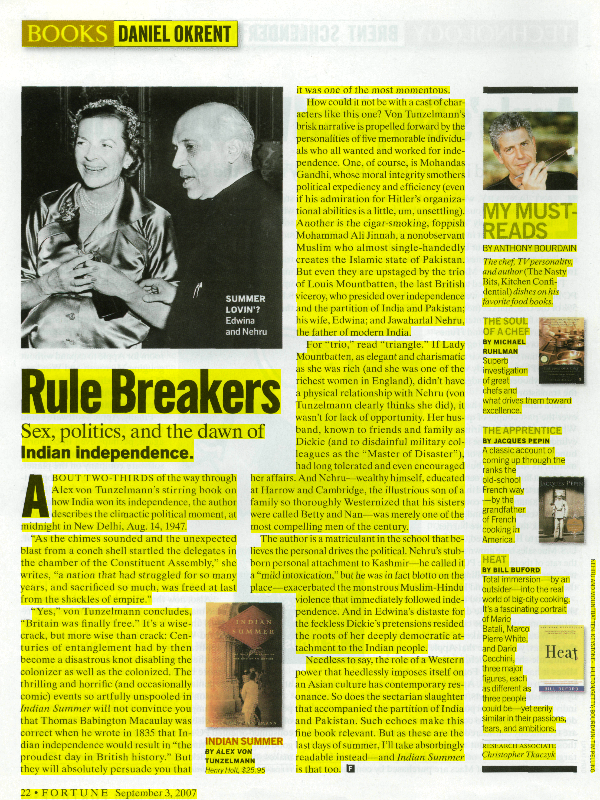 BOOKS DANIEL OKRENT
SUMMER
LOVIN'?
Edwina
and Nehru
Rule Breakers
Sex, politics, and the dawn of
Indian independence.
ABOUT TWO-THIRDS of the way through
Alex von Tunzelmann's stirring book on
how India won its independence, the author
describes the climactic political moment, at
midnight in New Delhi, Aug. 14, 1947.
"As the chimes sounded and the unexpected
blast from a conch shell startled the delegates in
the chamber of the Constituent Assembly," she
writes, "a nation that had struggled for so many
years, and sacrificed so much, was freed at last
from the shackles of empire."
"Yes," von Tunzelmann concludes,
"Britain was finally free." It's a wise-
crack, but more wise than crack: Cen-
turies of entanglement had by then
become a disastrous knot disabling the
colonizer as well as the colonized. The
thrilling and horrific (and occasionally
comic) events so artfully unspooled in
Indian Summer will not convince you
that Thomas Babington Macaulay was
correct when he wrote in 1835 that In-
dian independence would result in "the
proudest day in British history." But
they will absolutely persuade you that
INDIAN SUMMER
INDIAN SUMMER
BY ALEX VON
TUNZELMANN
Henry Holt, $25.95
it was one of the most momentous.
How could it not be with a cast of char-
acters like this one? Von Tunzelmann's
brisk narrative is propelled forward by the
personalities of five memorable individu-
als who all wanted and worked for inde-
pendence. One, of course, is Mohandas
Gandhi, whose moral integrity smothers
political expediency and efficiency (even
if his admiration for Hitler's organiza-
tional abilities is a little, um, unsettling).
Another is the cigar-smoking, foppish
Mohammad Ali Jinnah, a nonobservant
Muslim who almost single-handedly
creates the Islamic state of Pakistan.
But even they are upstaged by the trio
of Louis Mountbatten, the last British
viceroy, who presided over independence
and the partition of India and Pakistan;
his wife, Edwina; and Jawaharlal Nehru,
the father of modern India.
For "trio," read "triangle." If Lady
Mountbatten, as elegant and charismatic
as she was rich (and she was one of the
richest women in England), didn't have
a physical relationship with Nehru (von
Tunzelmann clearly thinks she did), it
wasn't for lack of opportunity. Her hus-
band, known to friends and family as
Dickie (and to disdainful military col-
leagues as the "Master of Disaster"),
had long tolerated and even encouraged
her affairs. And Nehru—wealthy himself, educated
at Harrow and Cambridge, the illustrious son of a
family so thoroughly Westernized that his sisters
were called Betty and Nan—was merely one of the
most compelling men of the century.
The author is a matriculant in the school that be-
lieves the personal drives the political. Nehru's stub-
born personal attachment to Kashmir—he called it
a "mild intoxication," but he was in fact blotto on the
place—exacerbated the monstrous Muslim-Hindu
violence that immediately followed inde-
pendence. And in Edwina's distaste for
the feckless Dickie's pretensions resided
the roots of her deeply democratic at-
tachment to the Indian people.
Needless to say, the role of a Western
power that heedlessly imposes itself on
an Asian culture has contemporary res-
onance. So does the sectarian slaughter
that accompanied the partition of India
and Pakistan. Such echoes make this
fine book relevant. But as these are the
last days of summer, I'll take absorbingly
readable instead—and Indian Summer
is that too. F
MY MUST-
READS
BY ANTHONY BOURDAIN
The chef, TV personality,
and author (The Nasty
Bits, Kitchen Confi-
dential) dishes on his
favorite food books.
THE SOUL
OF A CHEF
BY MICHAEL
RUHLMAN
Superb
investigation
of great
chefs and
what drives them toward
excellence.
THE APPRENTICE
BY JACQUES PEPIN
A classic account of
coming up through the
ranks the
old-school
French way
—by the
grandfather
of French
cooking in
America.
HEAT
BY BILL BUFORD
Total immersion—by an
outsider—into the real
world of big-city cooking.
It's a fascinating portrait
of Mario
Batali, Marco
Pierre White,
and Dario
Cecchini,
three major
figures, each
as different as
three people
could be—yet eerily
similar in their passions,
fears, and ambitions.
Heat
BILL BUFORD
RESEARCH ASSOCIATE
Christopher Tkaczyk
22 • FORTUNE September 3, 2007